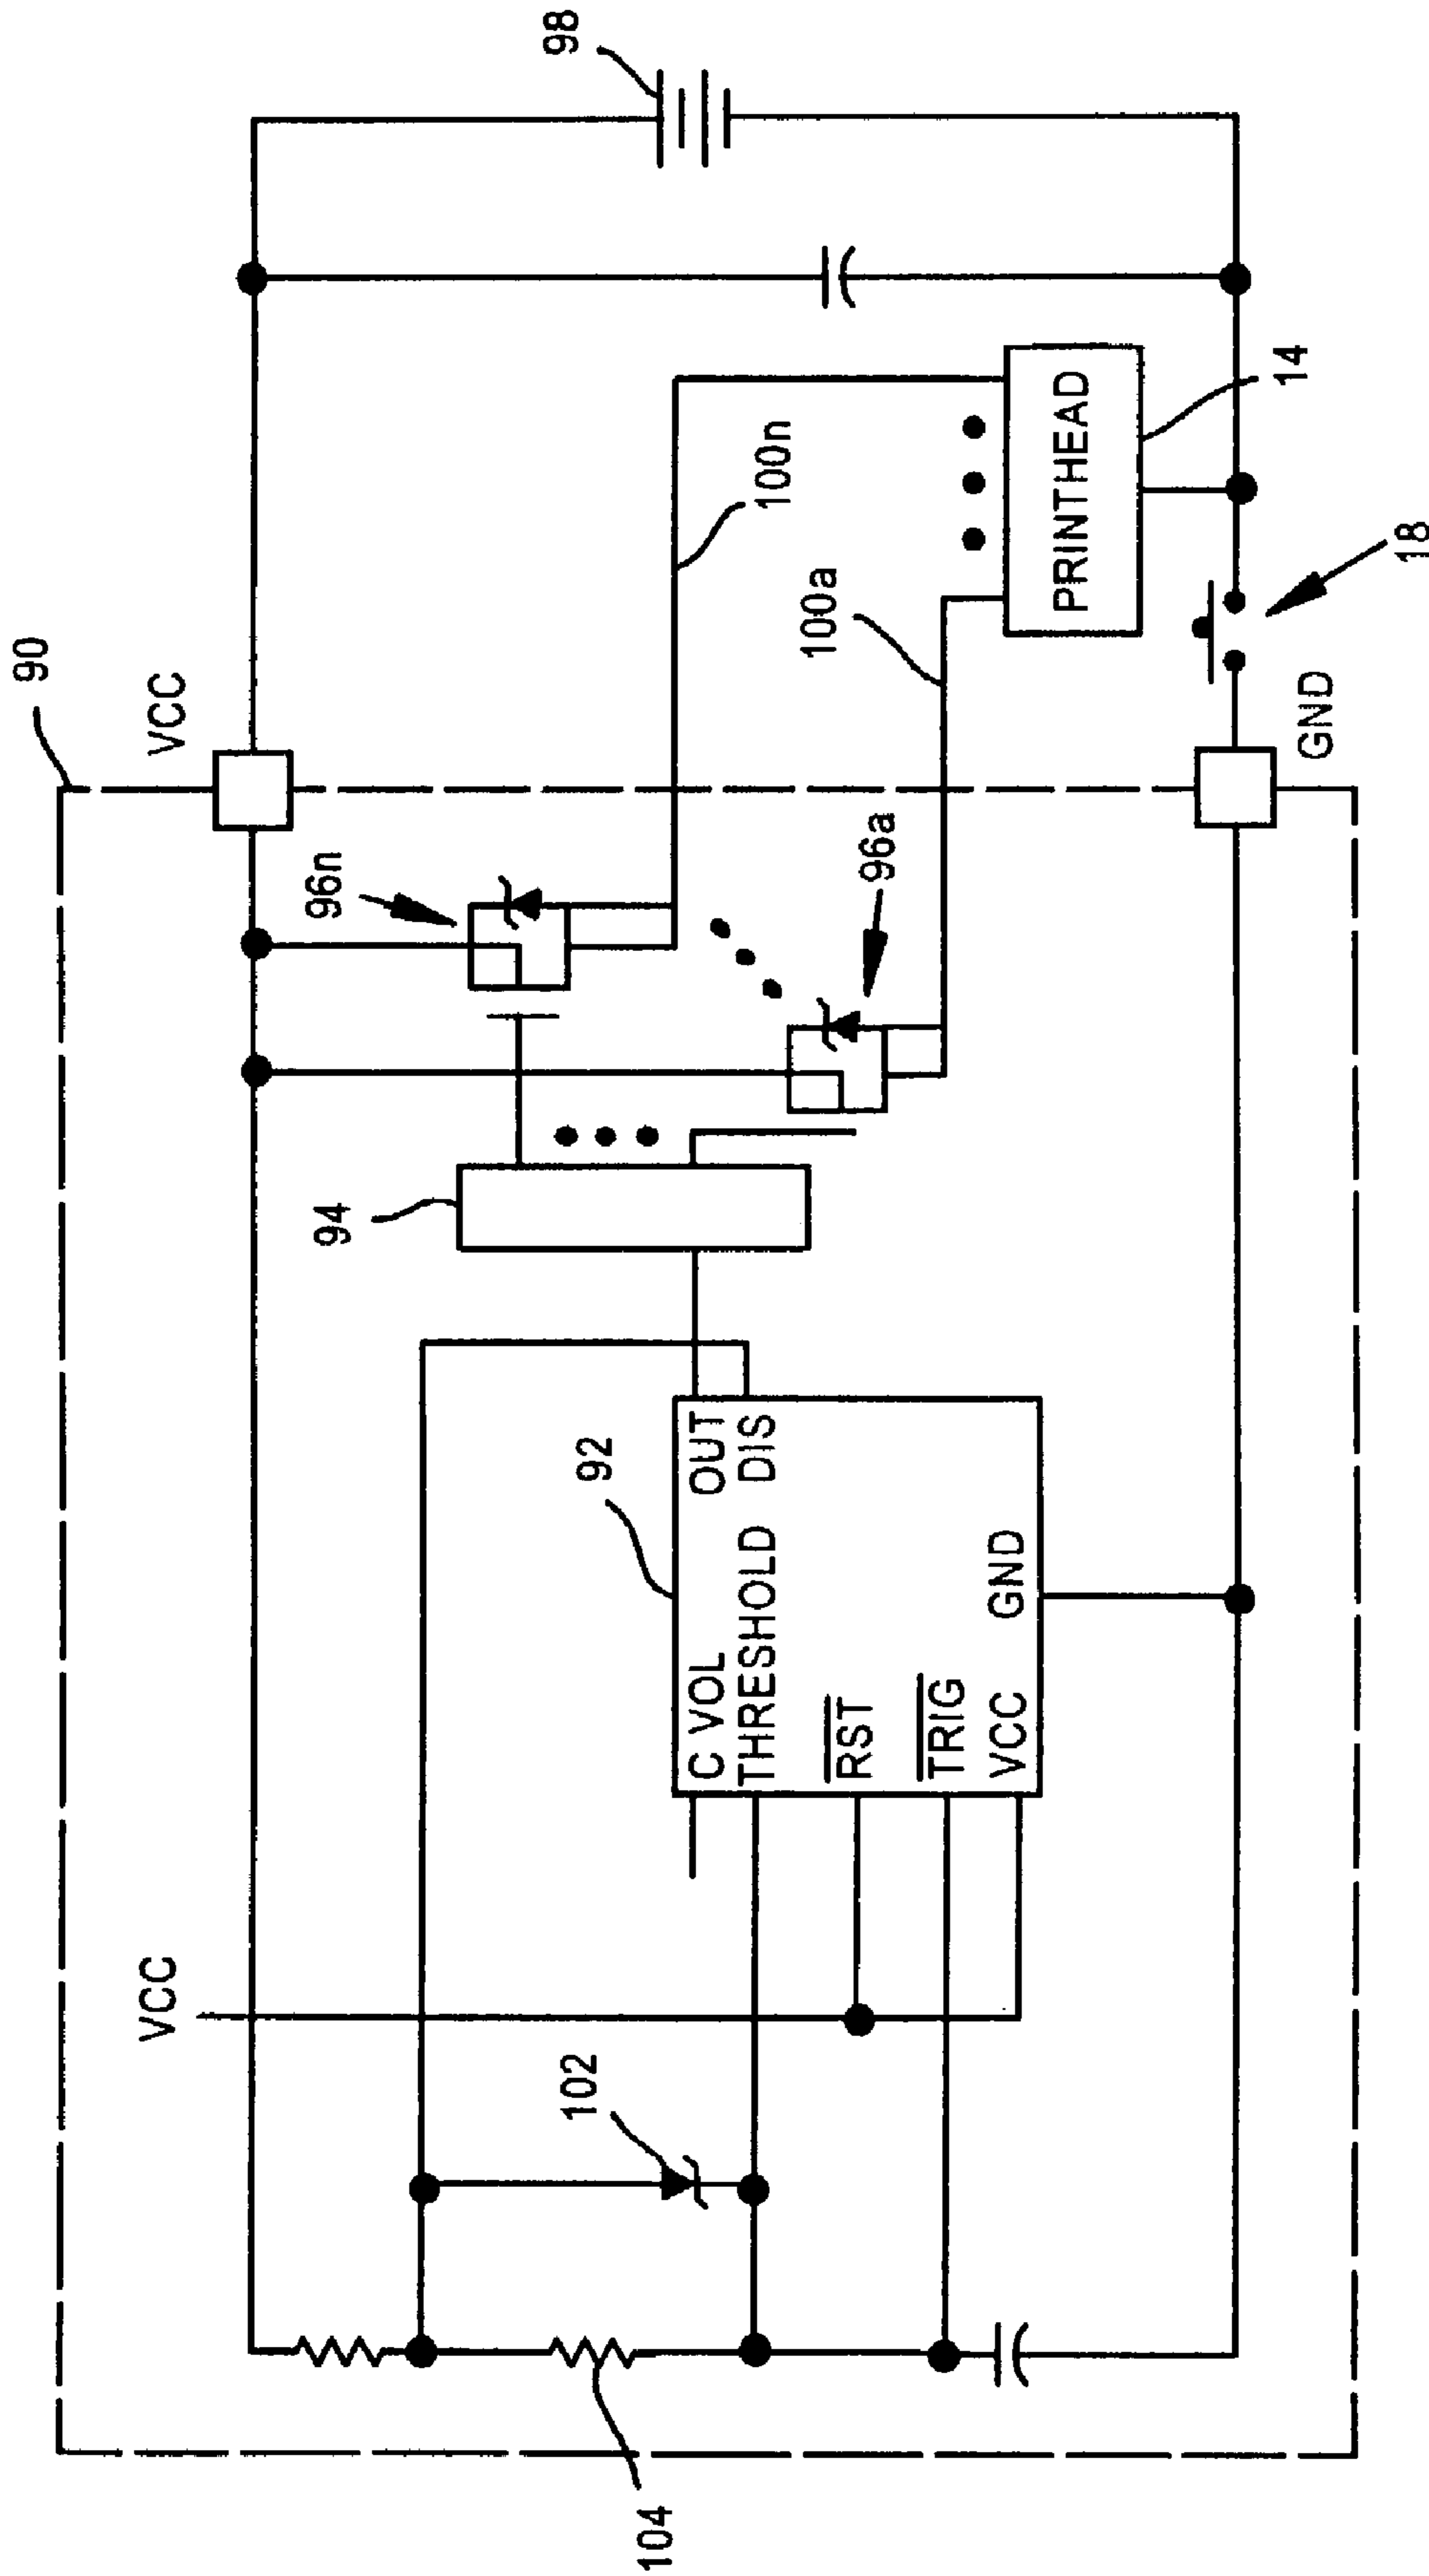 90
VCC
98
VCC
96n
100n
94
100a
96a
102
92
C VOL OUT
THRESHOLD DIS
RST
TRIG
VCC GND
PRINTHEAD
14
104
GND
18